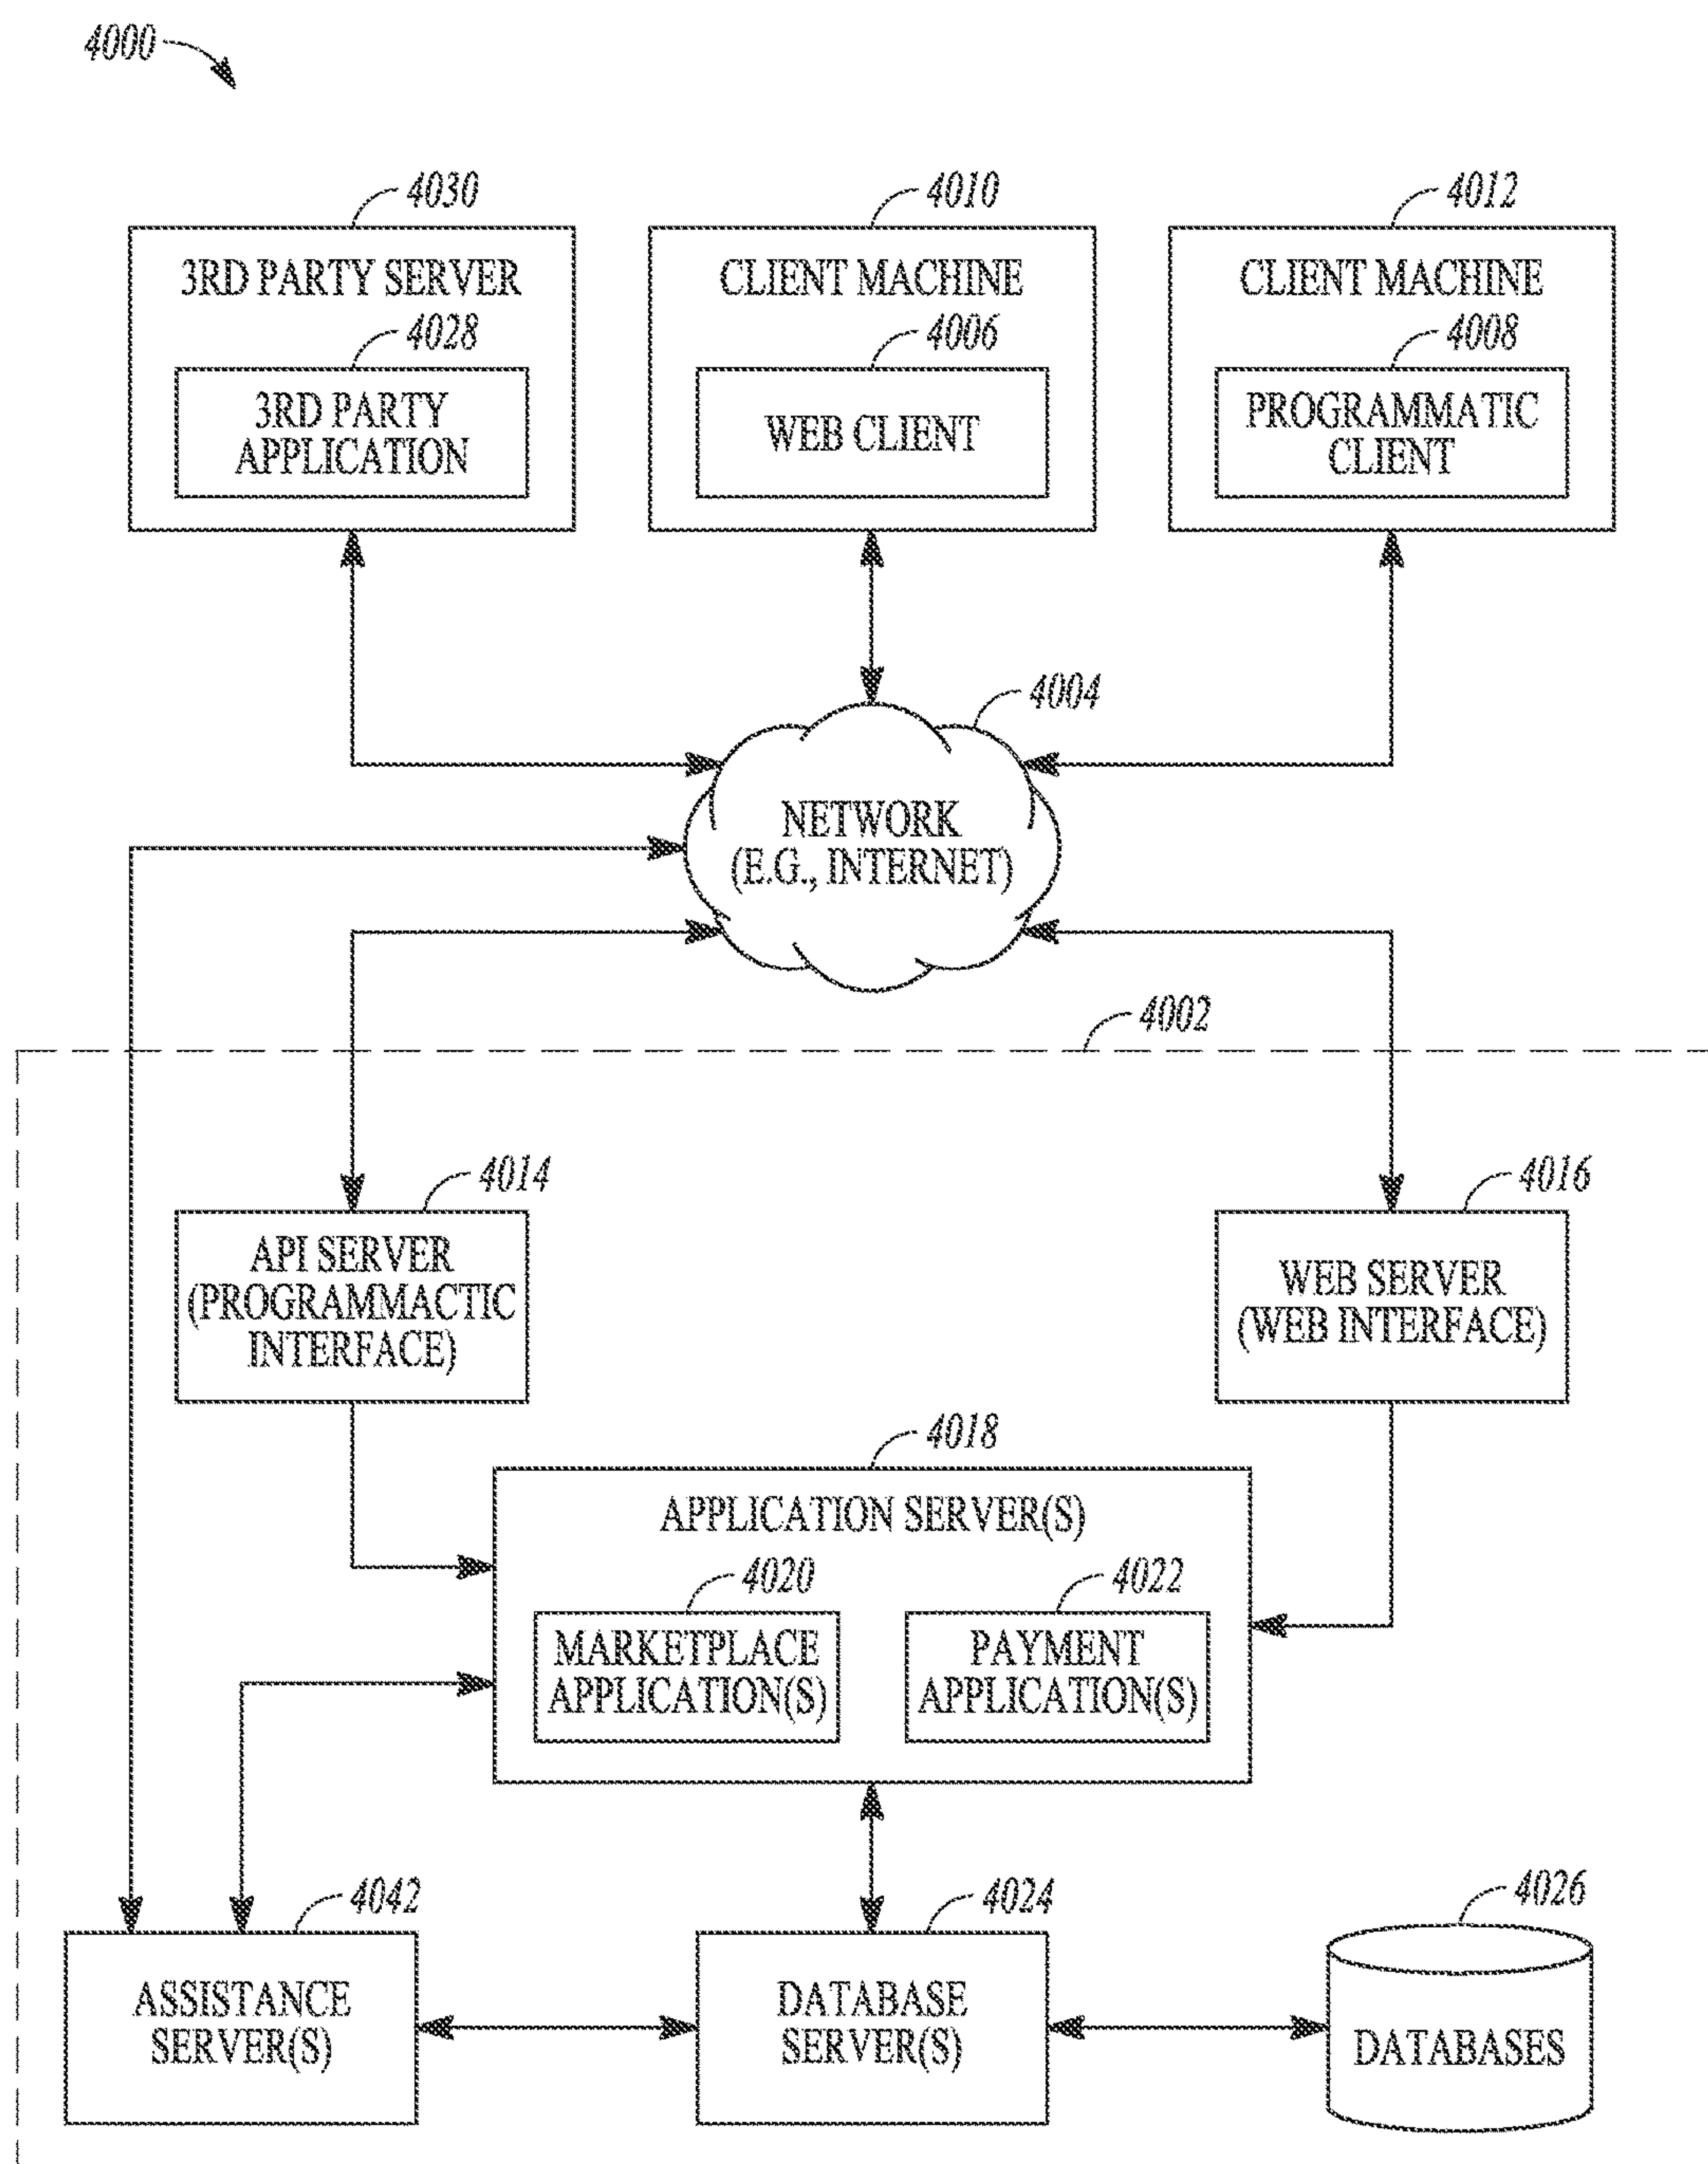 4000
4030
4010
4012
3RD PARTY SERVER
CLIENT MACHINE
CLIENT MACHINE
4028
4006
4008
3RD PARTY
APPLICATION
WEB CLIENT
PROGRAMMATIC
CLIENT
4004
NETWORK
(E.G., INTERNET)
4002
4014
4016
API SERVER
(PROGRAMMACTIC
INTERFACE)
WEB SERVER
(WEB INTERFACE)
4018
APPLICATION SERVER(S)
4020
4022
MARKETPLACE
APPLICATION(S)
PAYMENT
APPLICATION(S)
4042
4024
4026
ASSISTANCE
SERVER(S)
DATABASE
SERVER(S)
DATABASES